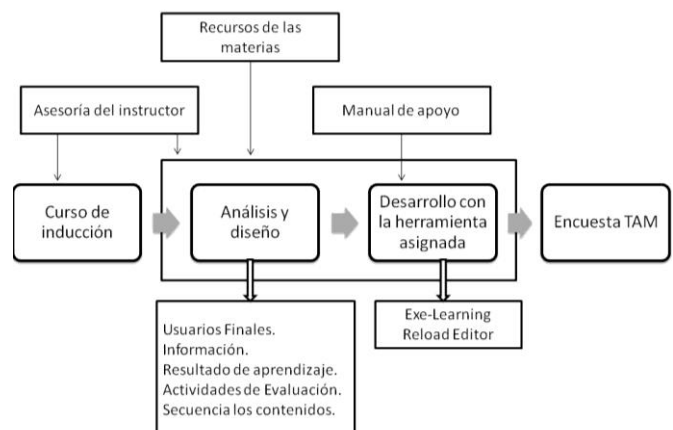 Recursos de las
materias
Asesoría del instructor
Manual de apoyo
Curso de
inducción
Análisis y
diseño
Desarrollo con
la herramienta
asignada
Encuesta TAM
Usuarios Finales.
Información.
Resultado de aprendizaje.
Actividades de Evaluación.
Secuencia los contenidos.
Exe-Learning
Reload Editor